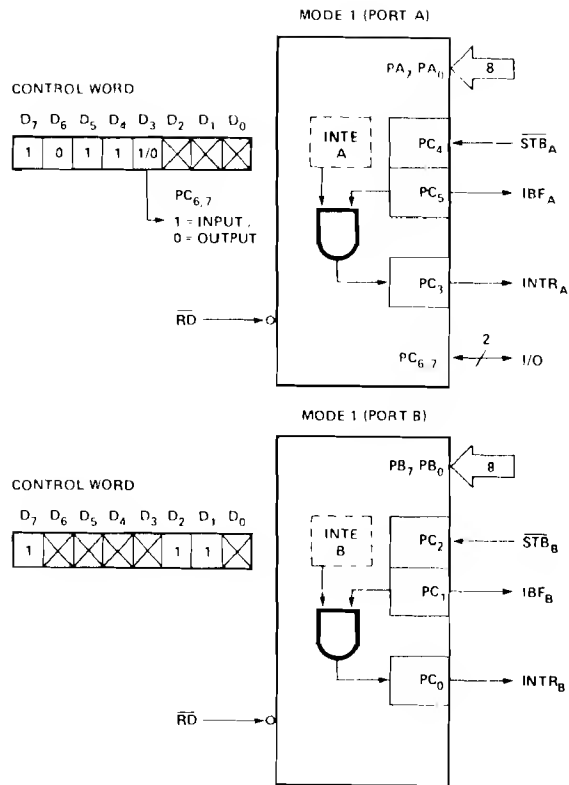 MODE 1 (PORT A)
PA7 PA0
8
CONTROL WORD
D7 D6 D5 D4 D3 D2 D1 D0
1 0 1 1 1/0
PC6,7
1 = INPUT,
0 = OUTPUT
INTE
A
PC4
STBA
PC5
IBFA
PC3
INTRA
RD
PC6,7
2
I/O
MODE 1 (PORT B)
PB7 PB0
8
CONTROL WORD
D7 D6 D5 D4 D3 D2 D1 D0
1 1 1
INTE
B
PC2
STBB
PC1
IBFB
PC0
INTRB
RD